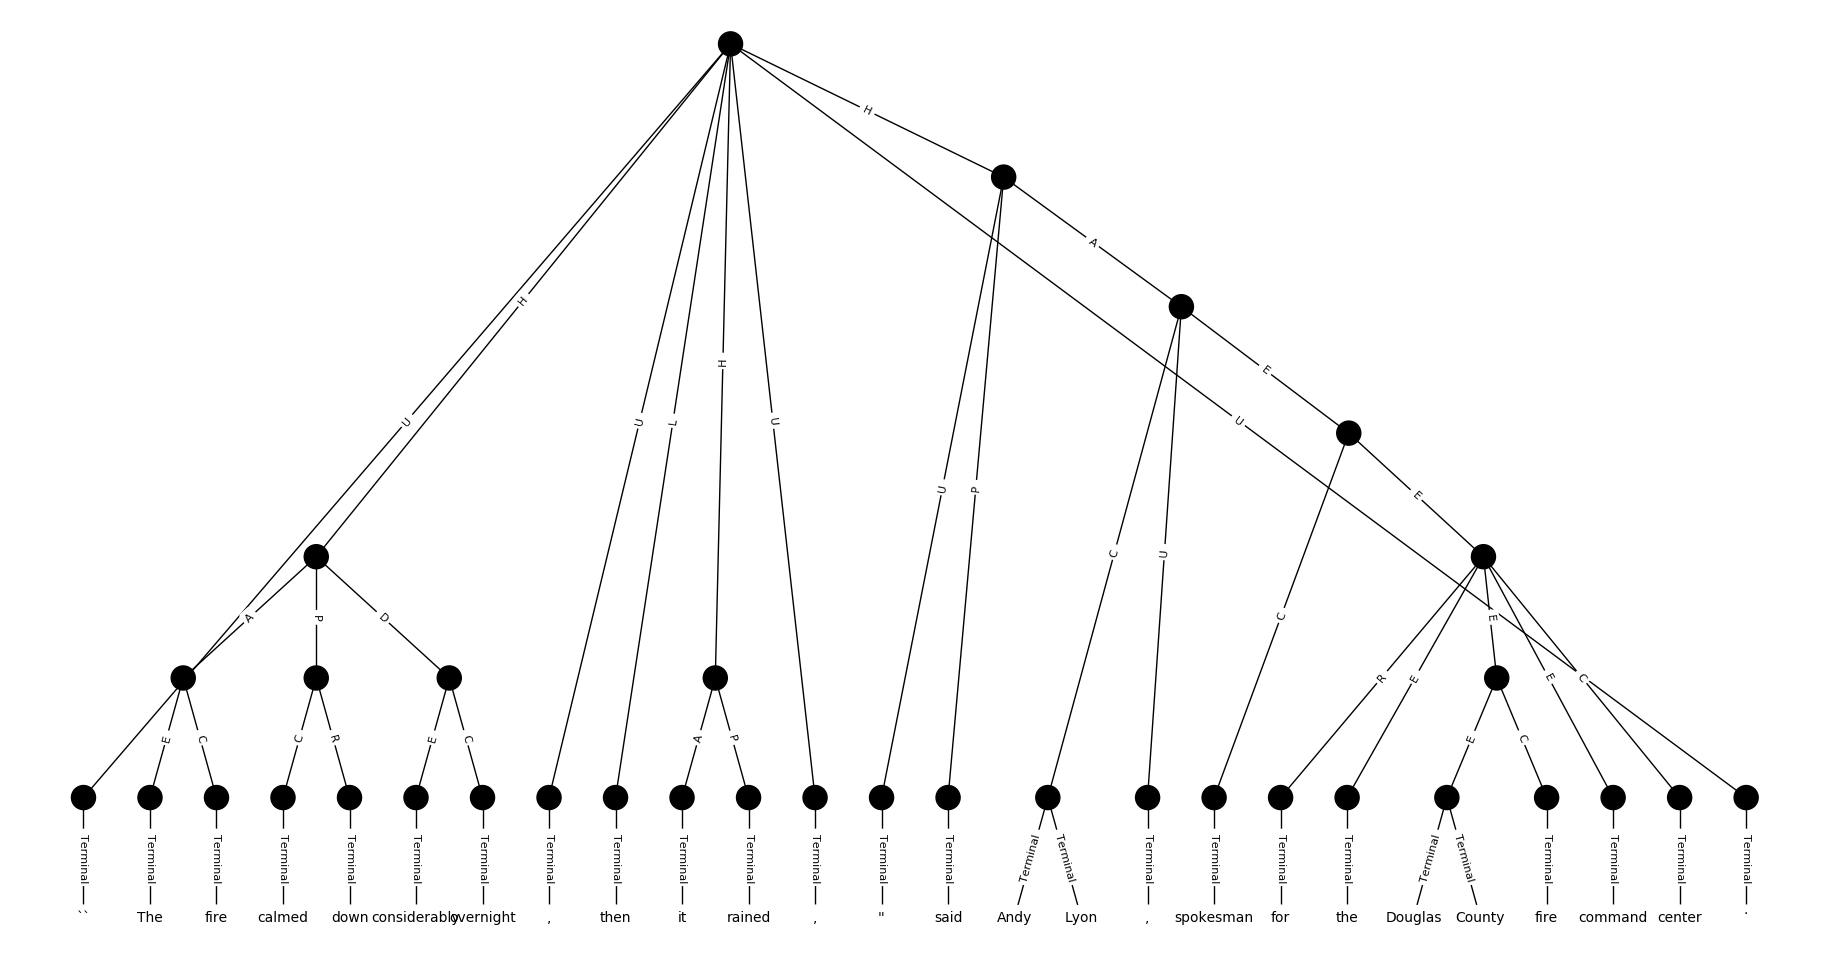 H
A
H
E
H
U U L U U
E
U P
C U
A P D C E
R E E C
E C C R E C A P E C
Terminal Terminal Terminal Terminal Terminal Terminal Terminal Terminal Terminal Terminal Terminal Terminal Terminal Terminal Terminal Terminal Terminal Terminal Terminal Terminal Terminal Terminal Terminal Terminal Terminal Terminal
`` The fire calmed down considerably overnight , then it rained , " said Andy Lyon , spokesman for the Douglas County fire command center .